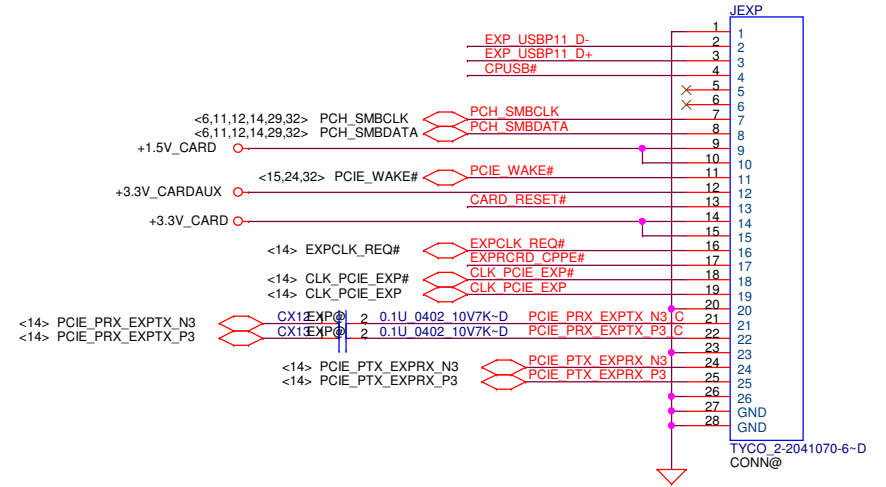 JEXP
1 1
EXP_USBP11_D- 2 2
EXP_USBP11_D+ 3 3
CPUSB# 4 4
5 5
6 6
<6,11,12,14,29,32> PCH_SMBCLK PCH_SMBCLK 7 7
<6,11,12,14,29,32> PCH_SMBDATA PCH_SMBDATA 8 8
+1.5V_CARD 9 9
10 10
<15,24,32> PCIE_WAKE# PCIE_WAKE# 11 11
+3.3V_CARDAUX 12 12
CARD_RESET# 13 13
+3.3V_CARD 14 14
15 15
<14> EXPCLK_REQ# EXPCLK_REQ# 16 16
EXPRCRD_CPPE# 17 17
<14> CLK_PCIE_EXP# CLK_PCIE_EXP# 18 18
<14> CLK_PCIE_EXP CLK_PCIE_EXP 19 19
20 20
<14> PCIE_PRX_EXPTX_N3 CX12 EXP@ 1 2 0.1U_0402_10V7K~D PCIE_PRX_EXPTX_N3_C 21 21
<14> PCIE_PRX_EXPTX_P3 CX13 EXP@ 2 0.1U_0402_10V7K~D PCIE_PRX_EXPTX_P3_C 22 22
23 23
<14> PCIE_PTX_EXPRX_N3 PCIE_PTX_EXPRX_N3 24 24
<14> PCIE_PTX_EXPRX_P3 PCIE_PTX_EXPRX_P3 25 25
26 26
27 GND
28 GND
TYCO_2-2041070-6~D
CONN@